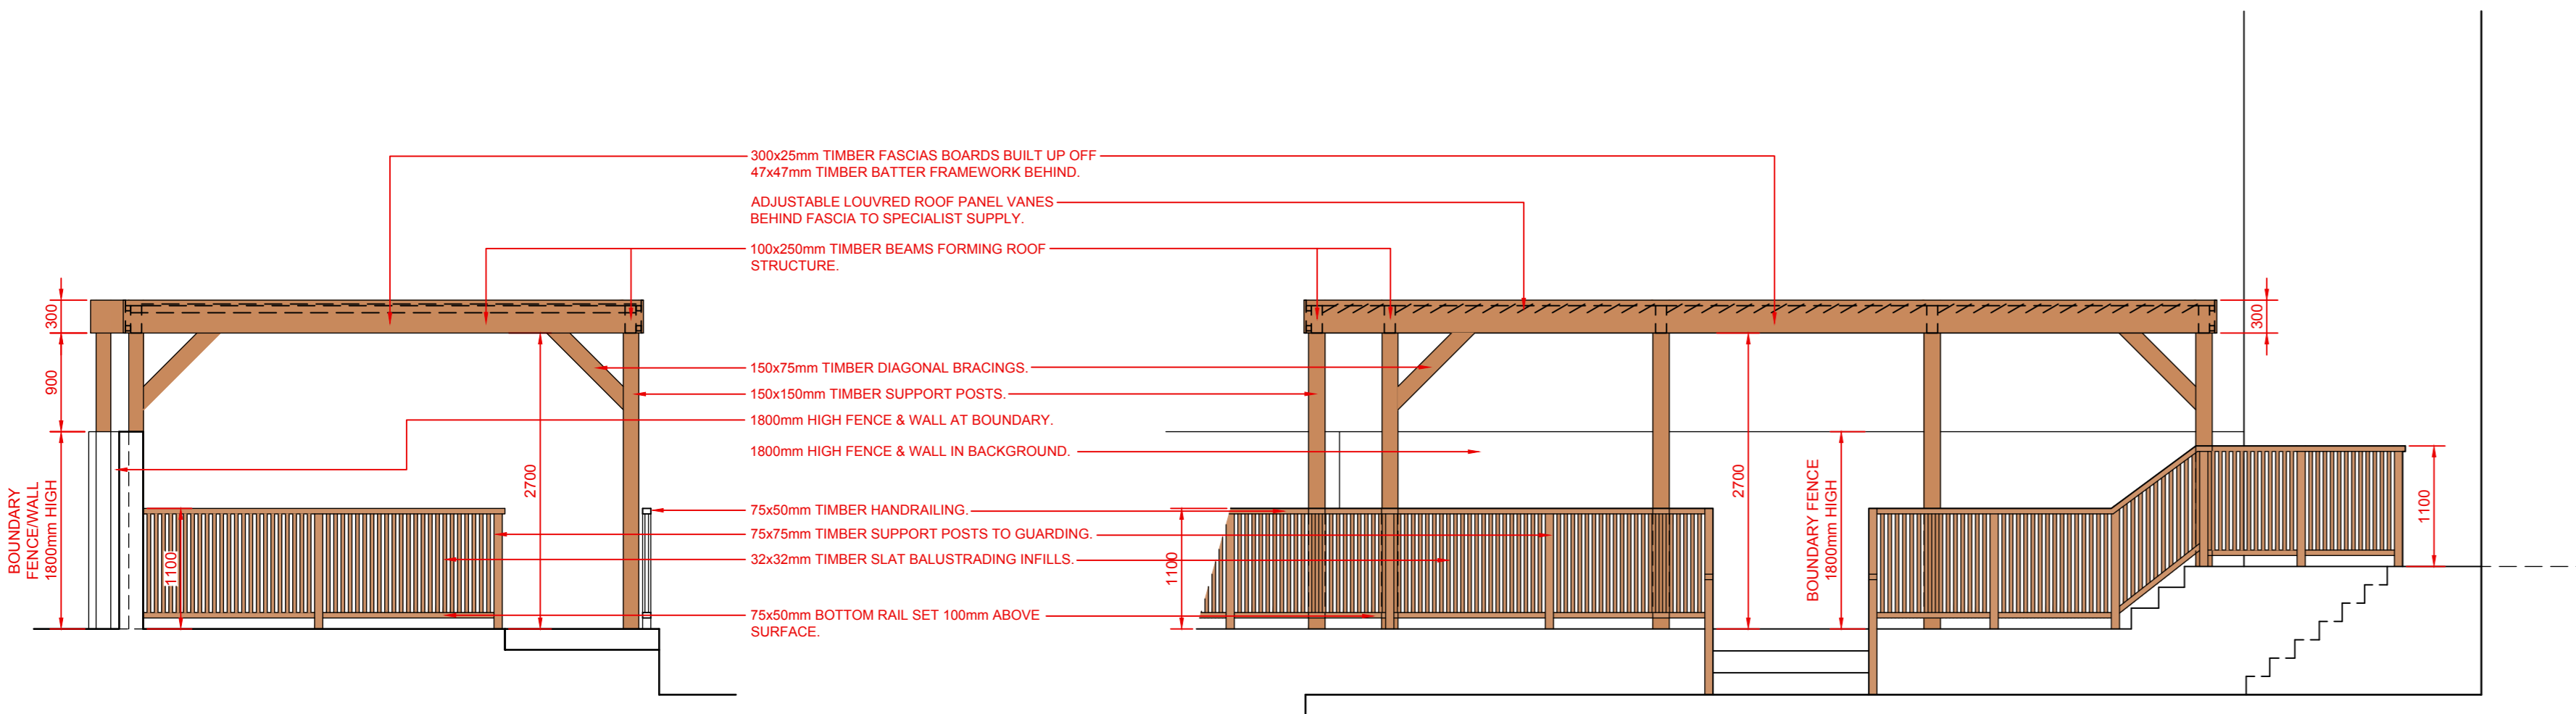 300x25mm TIMBER FASCIAS BOARDS BUILT UP OFF
47x47mm TIMBER BATTER FRAMEWORK BEHIND.
ADJUSTABLE LOUVRED ROOF PANEL VANES
BEHIND FASCIA TO SPECIALIST SUPPLY.
100x250mm TIMBER BEAMS FORMING ROOF
STRUCTURE.
150x75mm TIMBER DIAGONAL BRACINGS.
150x150mm TIMBER SUPPORT POSTS.
1800mm HIGH FENCE & WALL AT BOUNDARY.
1800mm HIGH FENCE & WALL IN BACKGROUND.
75x50mm TIMBER HANDRAILING.
75x75mm TIMBER SUPPORT POSTS TO GUARDING.
32x32mm TIMBER SLAT BALUSTRADING INFILLS.
75x50mm BOTTOM RAIL SET 100mm ABOVE
SURFACE.
300
900
BOUNDARY
FENCE/WALL
1800mm HIGH
1100
2700
1100
2700
BOUNDARY FENCE
1800mm HIGH
300
1100